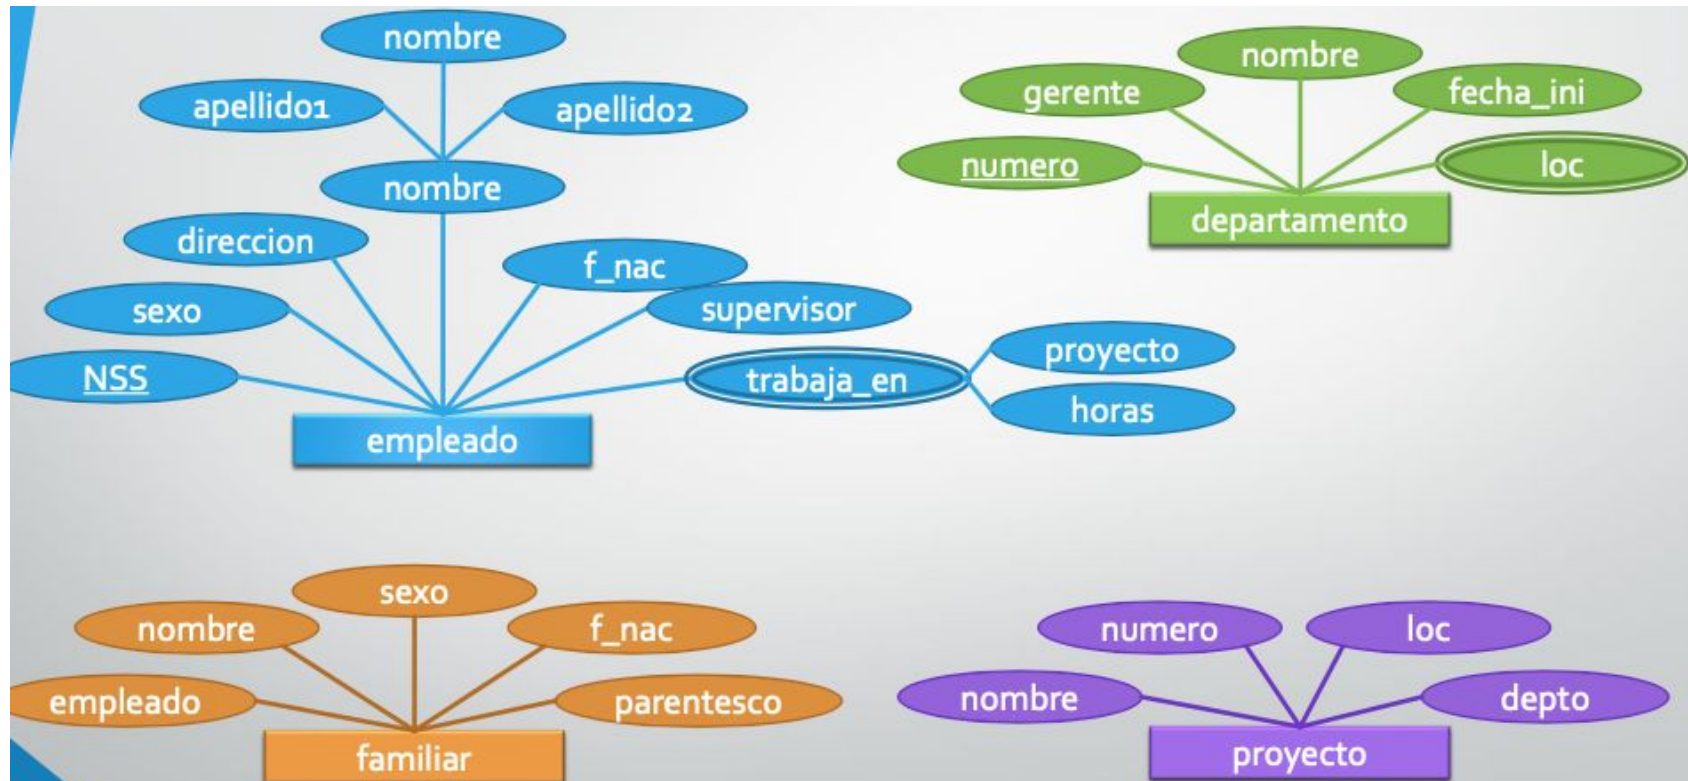 nombre
apellido1
apellido2
nombre
direccion
f_nac
sexo
supervisor
NSS
trabaja_en
proyecto
horas
empleado
nombre
gerente
fecha_ini
numero
loc
departamento
sexo
nombre
f_nac
empleado
parentesco
familiar
numero
loc
nombre
depto
proyecto